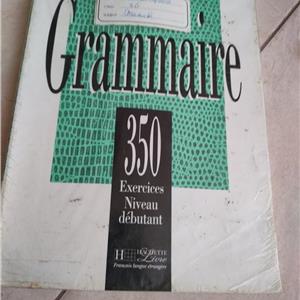 Grammaire
350
Exercices
Niveau
débutant
H HACHETTE
Livre
Français langue étrangère